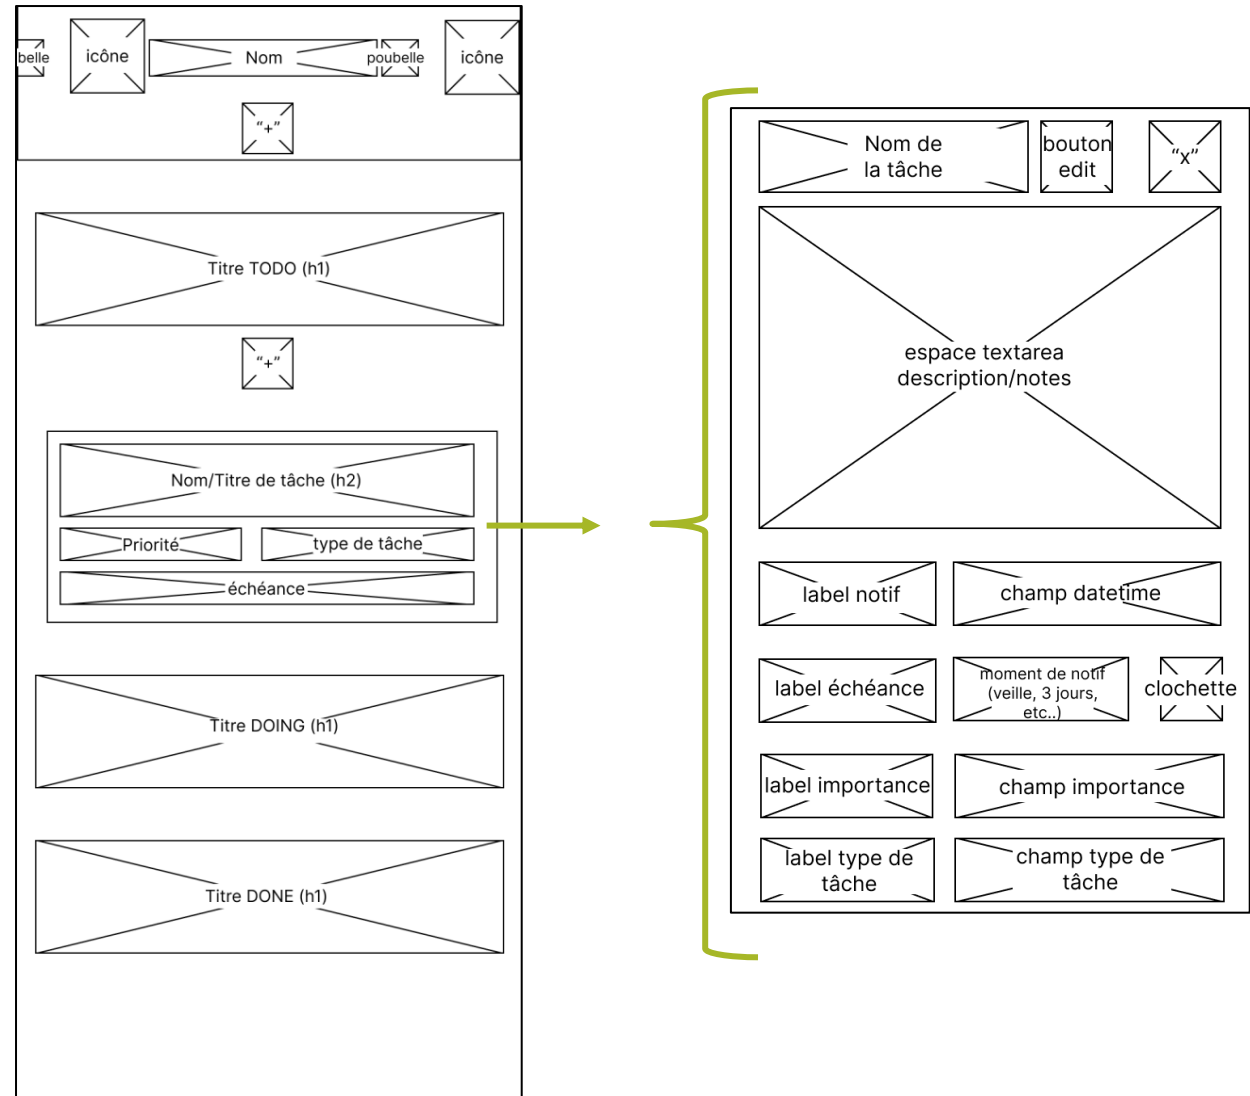 belle
icône
Nom
poubelle
icône
“+”
Titre TODO (h1)
“+”
Nom/Titre de tâche (h2)
Priorité
type de tâche
échéance
Titre DOING (h1)
Titre DONE (h1)
Nom de
la tâche
bouton
edit
“x”
espace textarea
description/notes
label notif
champ datetime
label échéance
moment de notif
(veille, 3 jours,
etc..)
clochette
label importance
champ importance
label type de
tâche
champ type de
tâche